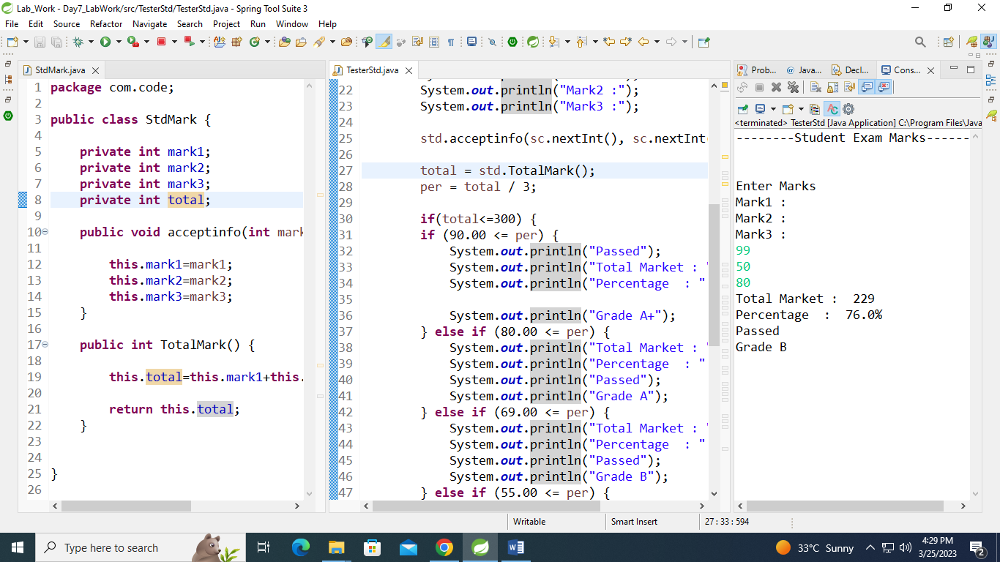 Lab_Work - Day7_LabWork/src/TesterStd/TesterStd.java - Spring Tool Suite 3
File Edit Source Refactor Navigate Search Project Run Window Help
StdMark.java
1 package com.code;
2
3 public class StdMark {
4
5 private int mark1;
6 private int mark2;
7 private int mark3;
8 private int total;
9
10 public void acceptinfo(int mark
11
12 this.mark1=mark1;
13 this.mark2=mark2;
14 this.mark3=mark3;
15 }
16
17 public int TotalMark() {
18
19 this.total=this.mark1+this.
20
21 return this.total;
22 }
23
24
25 }
26
TesterStd.java
22 System.out.println("Mark2 :");
23 System.out.println("Mark3 :");
24
25 std.acceptinfo(sc.nextInt(), sc.nextInt(
26
27 total = std.TotalMark();
28 per = total / 3;
29
30 if(total<=300) {
31 if (90.00 <= per) {
32 System.out.println("Passed");
33 System.out.println("Total Market : "
34 System.out.println("Percentage  : "
35
36 System.out.println("Grade A+");
37 } else if (80.00 <= per) {
38 System.out.println("Total Market : "
39 System.out.println("Percentage  : "
40 System.out.println("Passed");
41 System.out.println("Grade A");
42 } else if (69.00 <= per) {
43 System.out.println("Total Market : "
44 System.out.println("Percentage  : "
45 System.out.println("Passed");
46 System.out.println("Grade B");
47 } else if (55.00 <= per) {
Prob... @ Java... Decl... Cons...
<terminated> TesterStd [Java Application] C:\Program Files\Java
--------Student Exam Marks------
Enter Marks
Mark1 :
Mark2 :
Mark3 :
99
50
80
Total Market :  229
Percentage  :  76.0%
Passed
Grade B
Writable Smart Insert 27 : 33 : 594
Type here to search
33°C Sunny
4:29 PM
3/25/2023
2